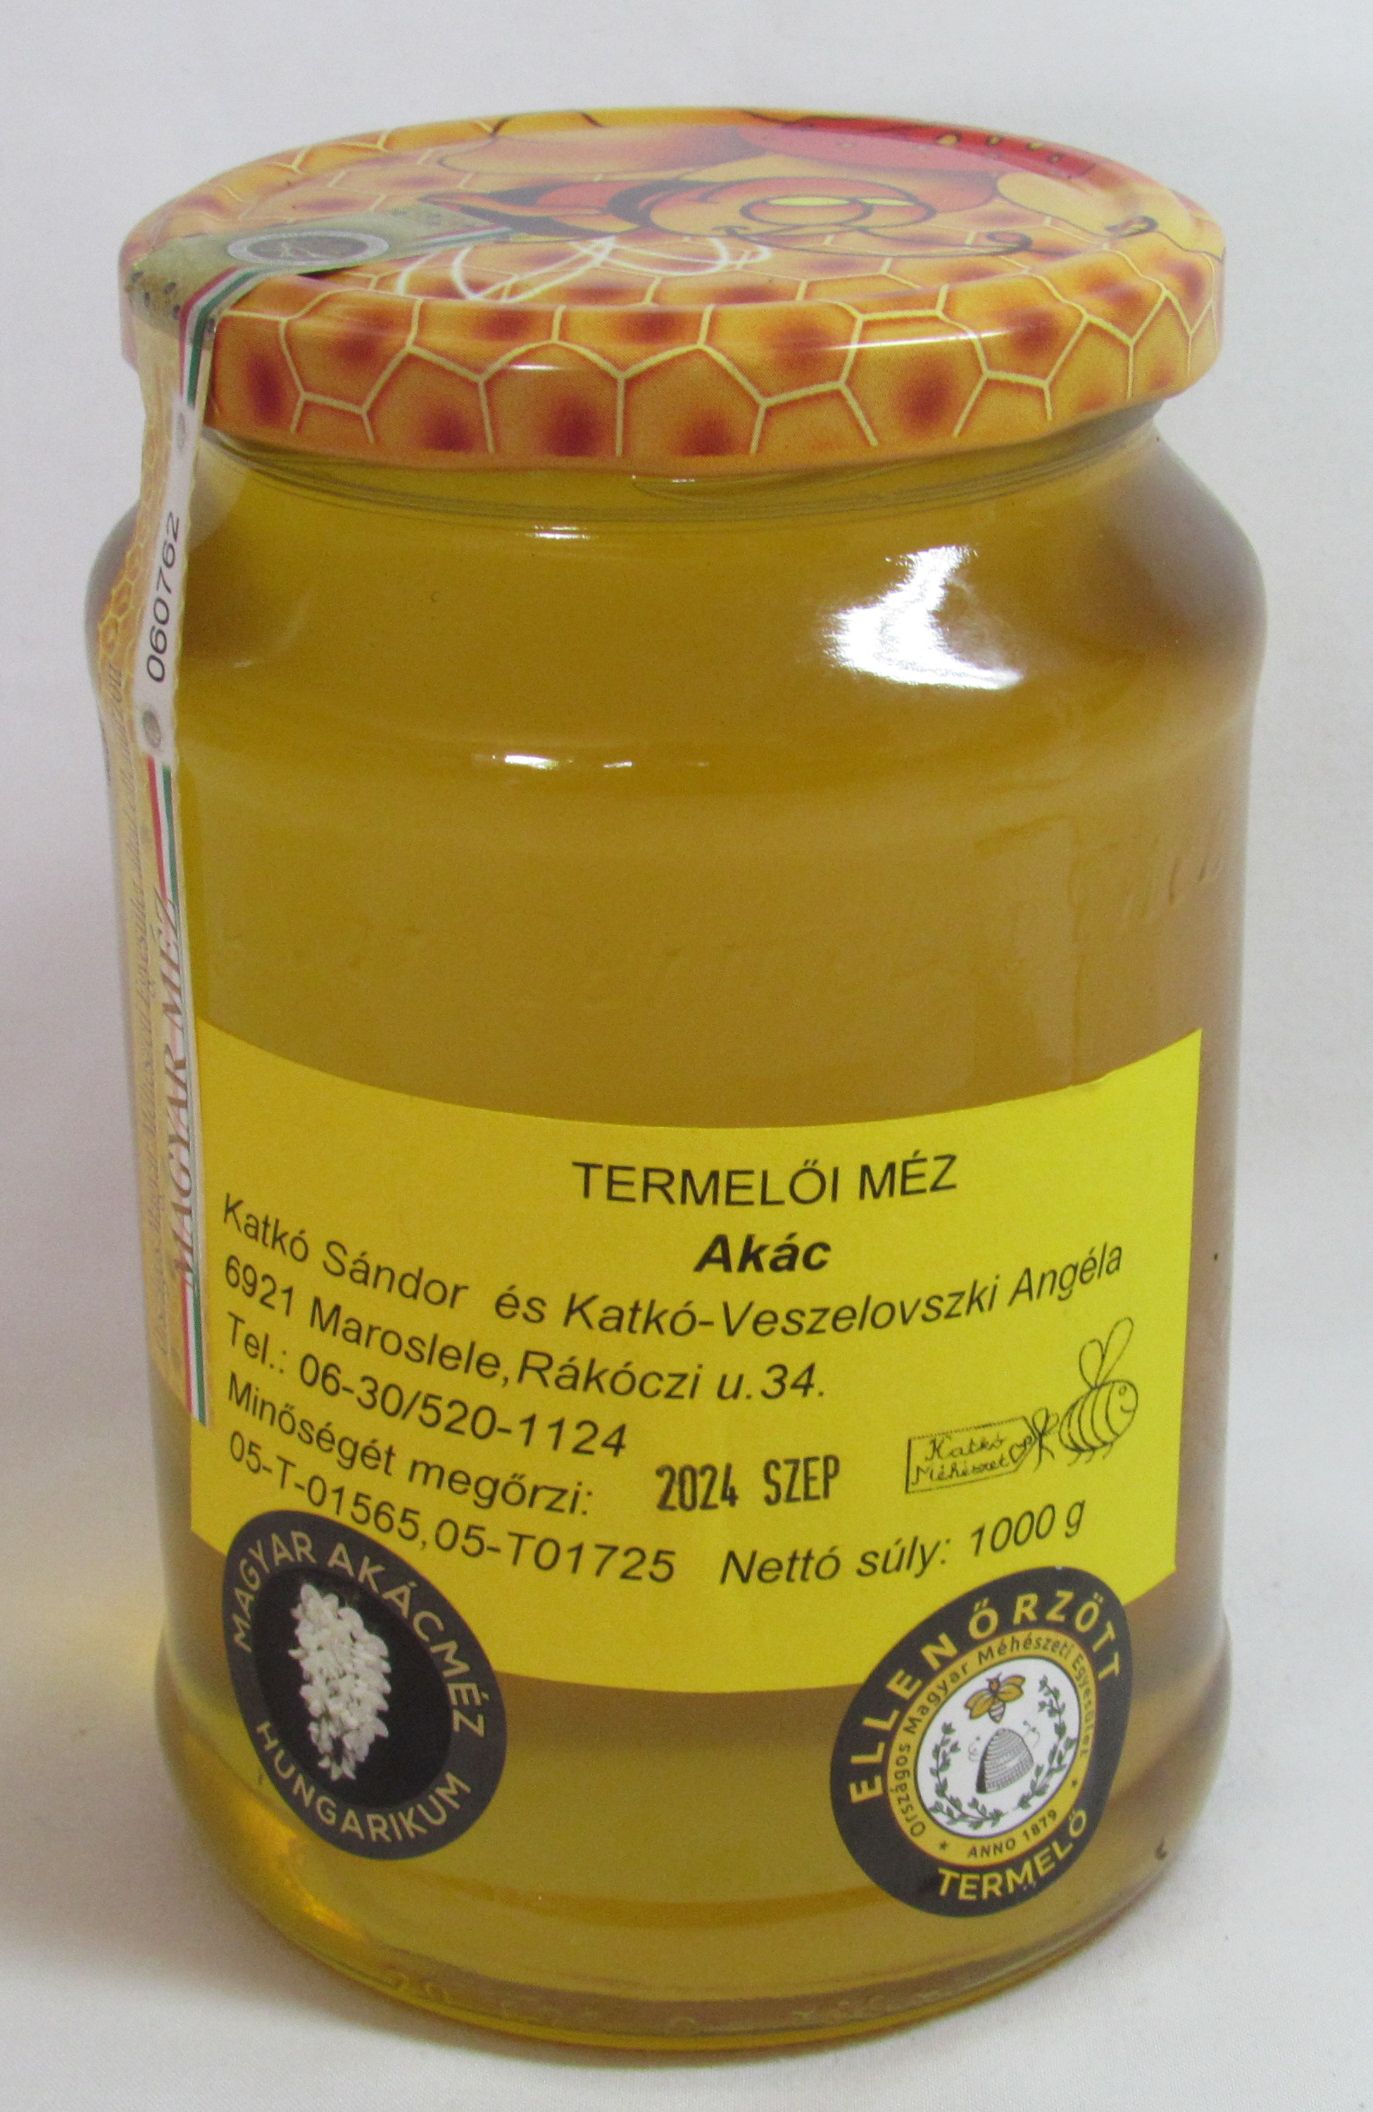 060762
MAGYAR MÉZ
TERMELŐI MÉZ
Akác
Katkó Sándor és Katkó-Veszelovszki Angéla
6921 Maroslele,Rákóczi u.34.
Tel.: 06-30/520-1124
Minőségét megőrzi: 2024 SZEP
Katkó
Méhészet
05-T-01565,05-T01725 Nettó súly: 1000 g
MAGYAR AKÁCMÉZ
HUNGARIKUM
ELLENŐRZÖTT
Országos Magyar Méhészeti Egyesület
ANNO 1879
TERMELŐ